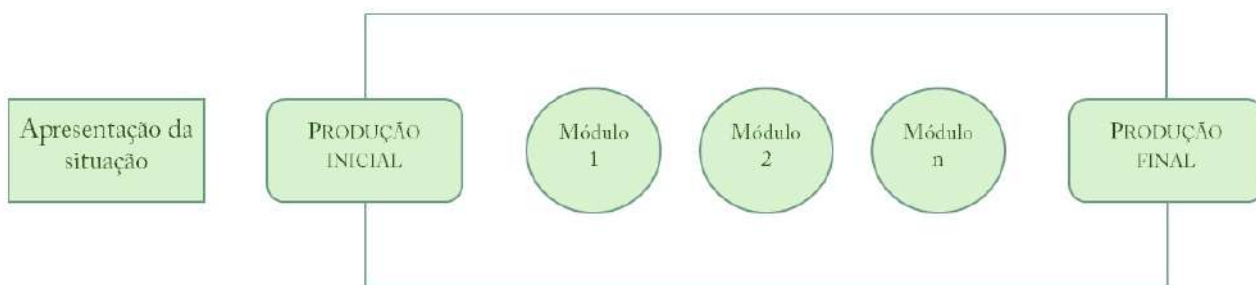 Apresentação da
situação
PRODUÇÃO
INICIAL
Módulo
1
Módulo
2
Módulo
n
PRODUÇÃO
FINAL